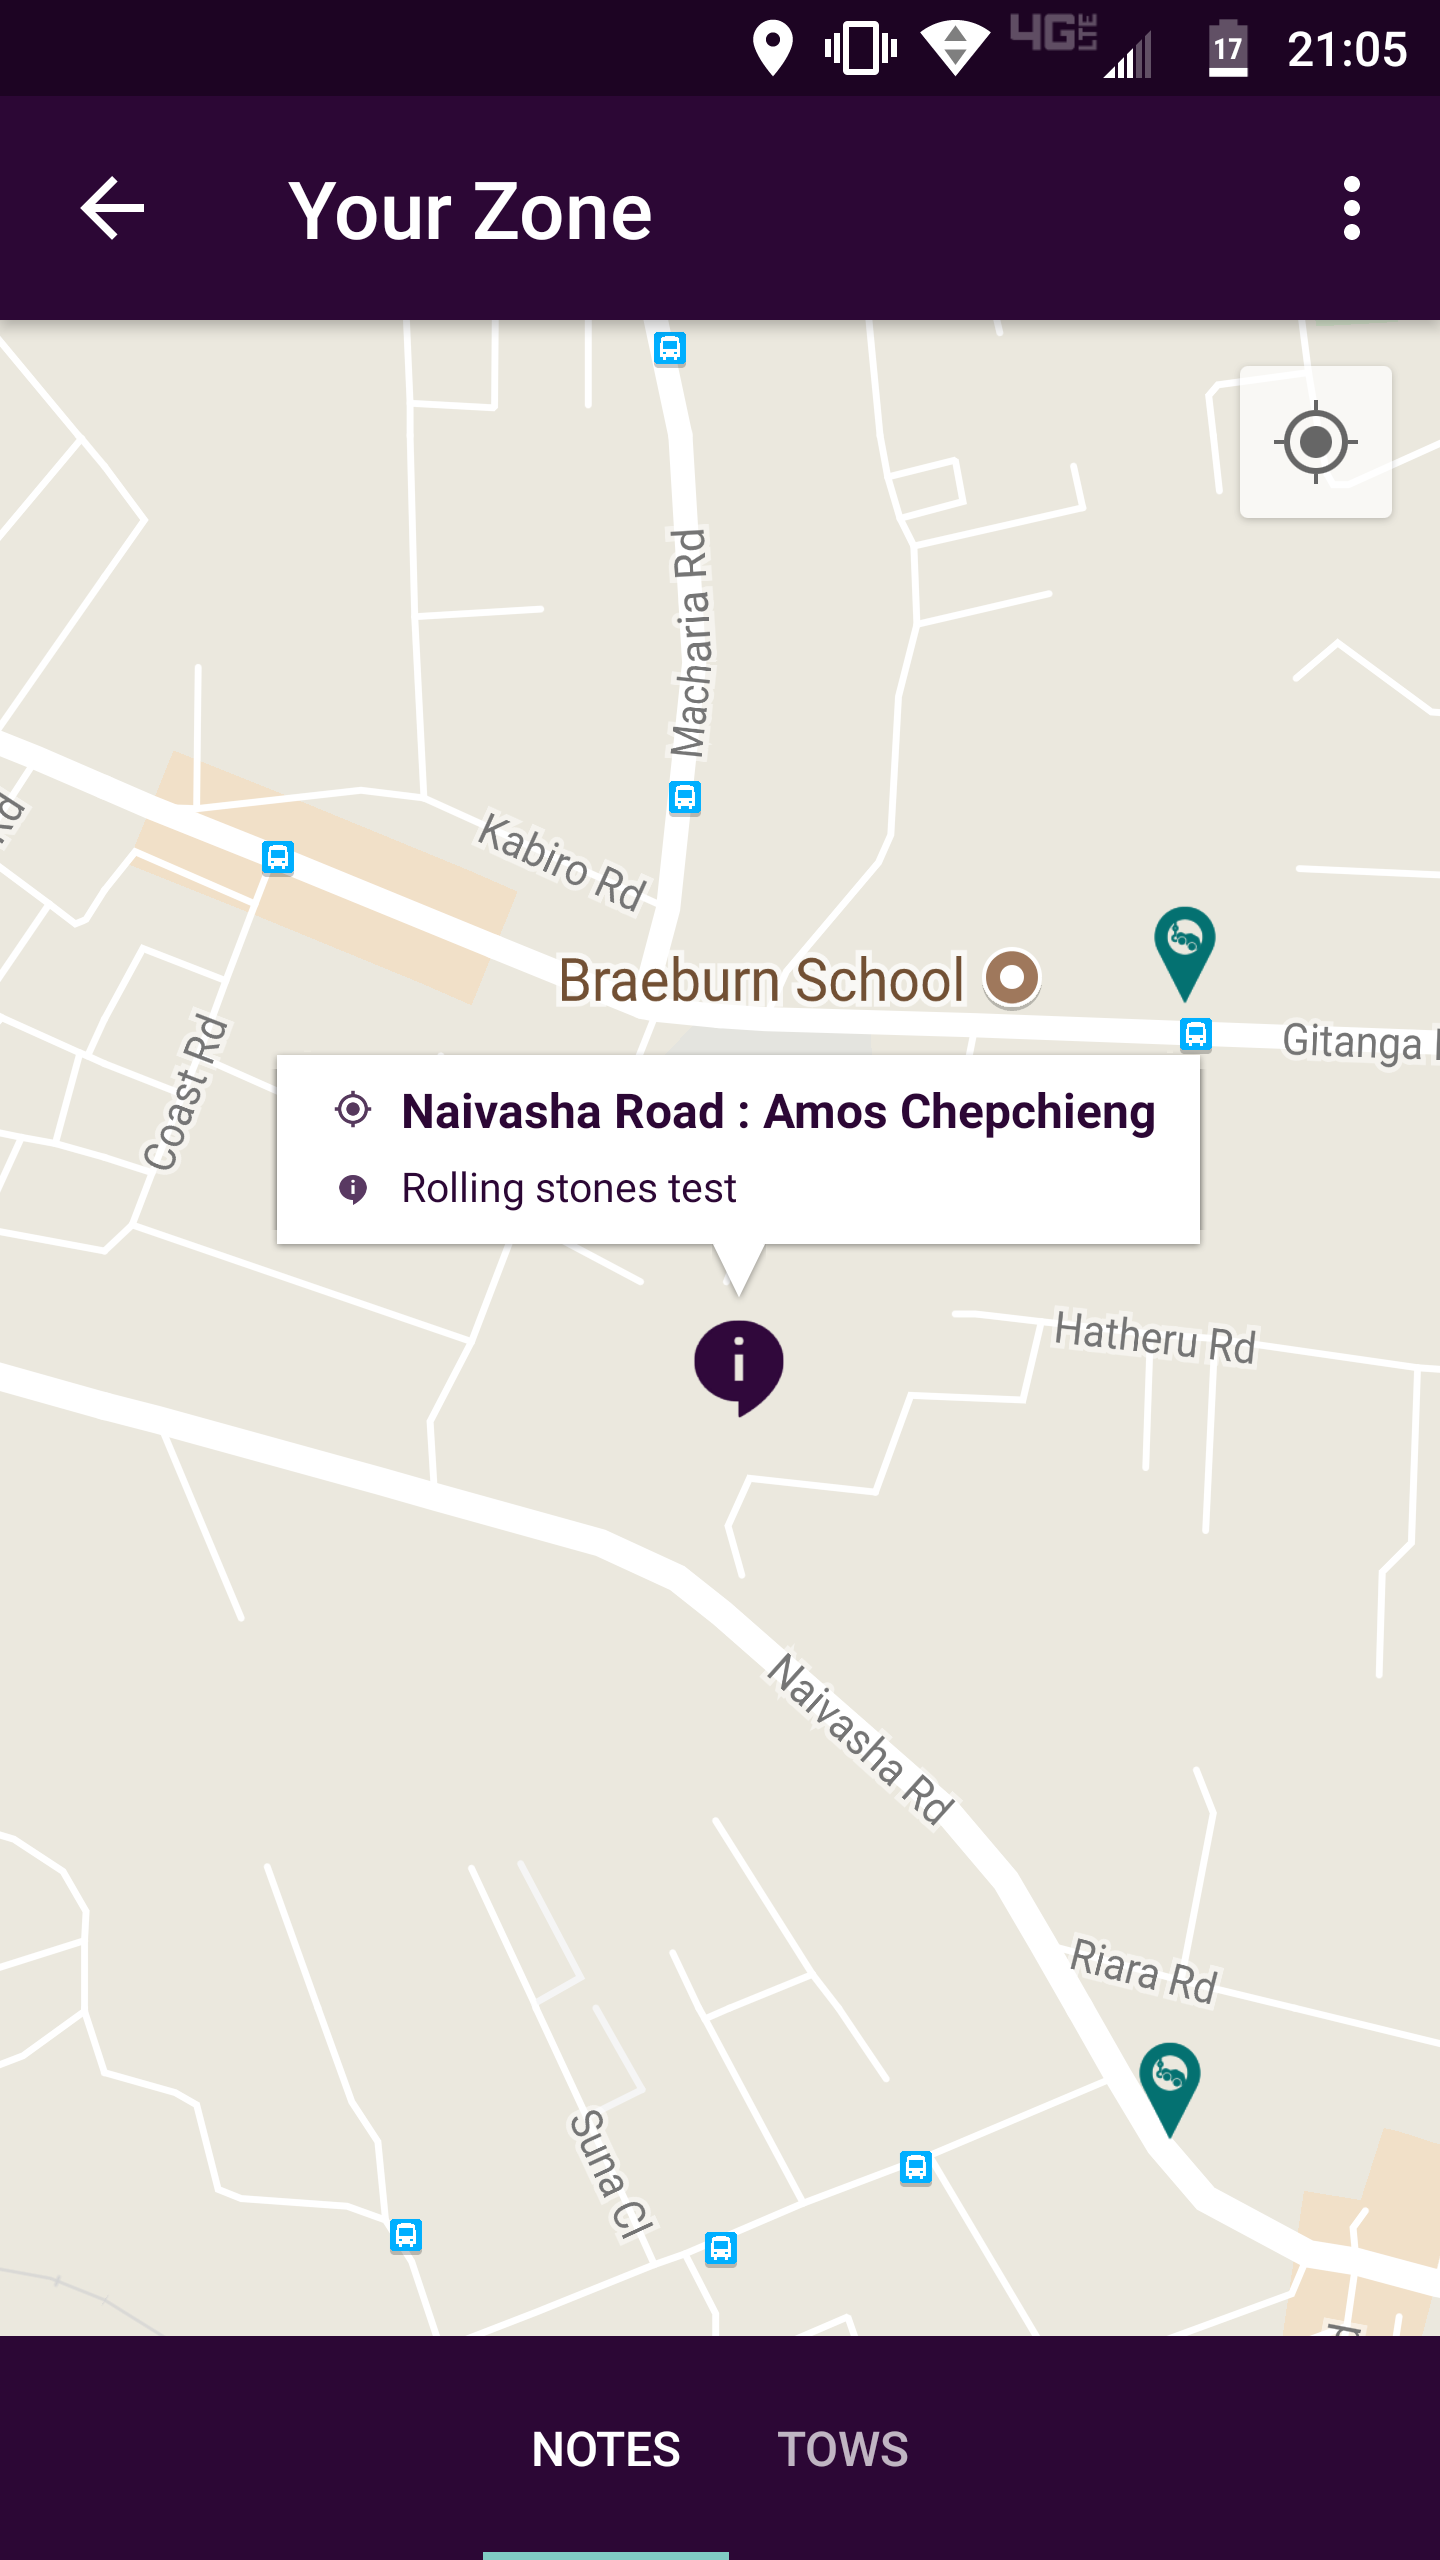 4G LTE
17
21:05
Your Zone
Macharia Rd
Rd
Kabiro Rd
Braeburn School
Gitanga
Coast Rd
Naivasha Road : Amos Chepchieng
Rolling stones test
Hatheru Rd
Naivasha Rd
Riara Rd
Suna Cl
NOTES
TOWS